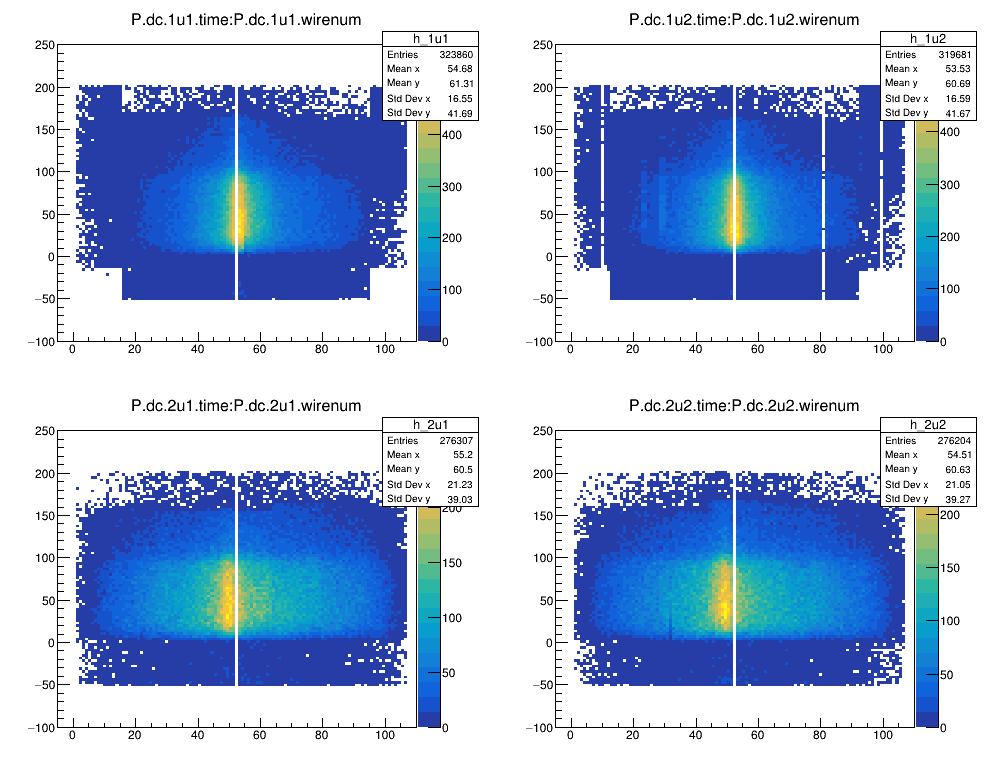 P.dc.1u1.time:P.dc.1u1.wirenum
h_1u1
Entries 323860
Mean x 54.68
Mean y 61.31
Std Dev x 16.55
Std Dev y 41.69
250
200
150
100
50
0
−50
−100
0 20 40 60 80 100
400
300
200
100
0
P.dc.1u2.time:P.dc.1u2.wirenum
h_1u2
Entries 319681
Mean x 53.53
Mean y 60.69
Std Dev x 16.59
Std Dev y 41.67
250
200
150
100
50
0
−50
−100
0 20 40 60 80 100
400
300
200
100
0
P.dc.2u1.time:P.dc.2u1.wirenum
h_2u1
Entries 276307
Mean x 55.2
Mean y 60.5
Std Dev x 21.23
Std Dev y 39.03
250
200
150
100
50
0
−50
−100
0 20 40 60 80 100
200
150
100
50
0
P.dc.2u2.time:P.dc.2u2.wirenum
h_2u2
Entries 276204
Mean x 54.51
Mean y 60.63
Std Dev x 21.05
Std Dev y 39.27
250
200
150
100
50
0
−50
−100
0 20 40 60 80 100
200
150
100
50
0